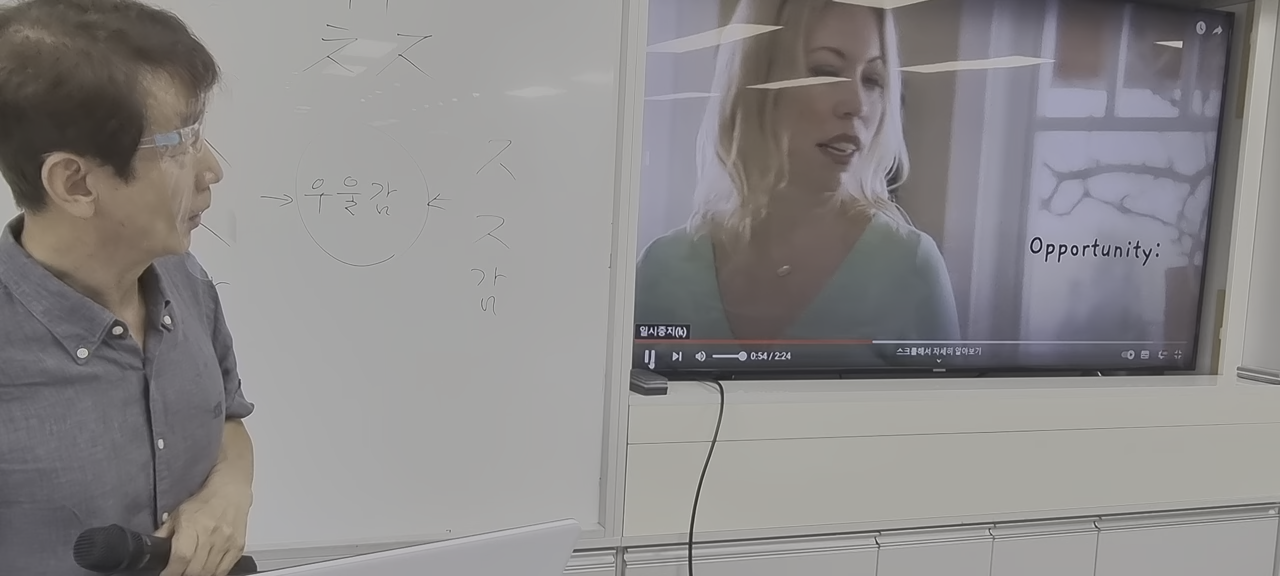 ㅊ ㅈ
→ 우울감 ←
ㅈ
ㅈ
감
Opportunity:
일시중지(k)
0:54 / 2:24
스크롤해서 자세히 알아보기